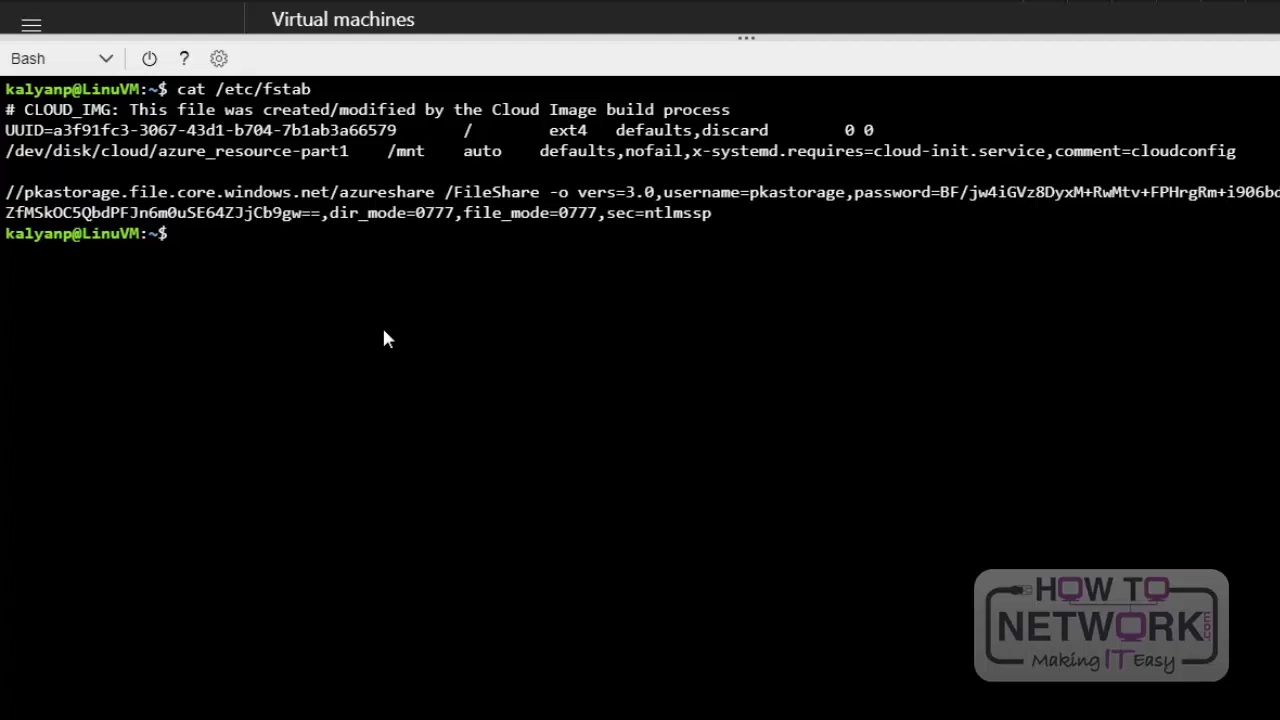 Virtual machines
Bash
?
kalyanp@LinuVM:~$ cat /etc/fstab
# CLOUD_IMG: This file was created/modified by the Cloud Image build process
UUID=a3f91fc3-3067-43d1-b704-7b1ab3a66579 / ext4 defaults,discard 0 0
/dev/disk/cloud/azure_resource-part1 /mnt auto defaults,nofail,x-systemd.requires=cloud-init.service,comment=cloudconfig
//pkastorage.file.core.windows.net/azureshare /FileShare -o vers=3.0,username=pkastorage,password=BF/jw4iGVz8DyxM+RwMtv+FPHrgRm+i906bd
ZfMSkOC5QbdPFJn6m0uSE64ZJjCb9gw==,dir_mode=0777,file_mode=0777,sec=ntlmssp
kalyanp@LinuVM:~$
HOW TO
NETWORK.com
Making IT Easy